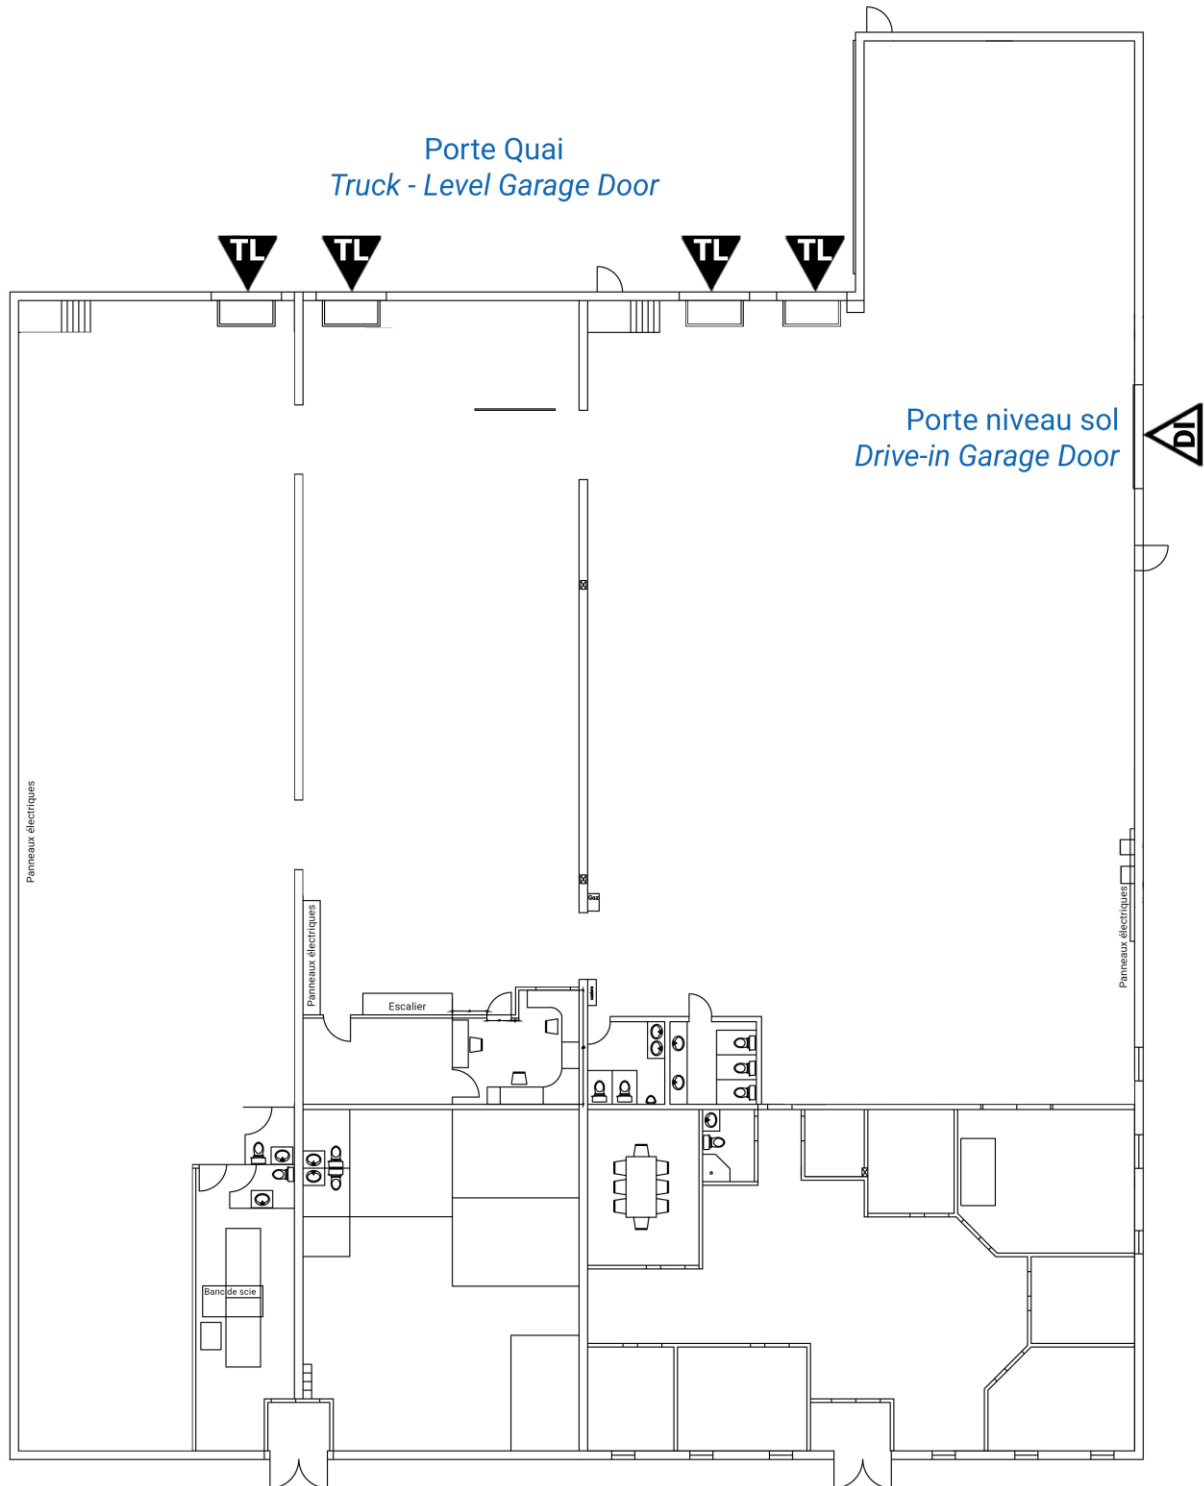 Porte Quai
Truck - Level Garage Door
TL
TL
TL
TL
Porte niveau sol
Drive-in Garage Door
DI
Panneaux électriques
Gaz
Panneaux électriques
Panneaux électriques
Escalier
Banc de scie